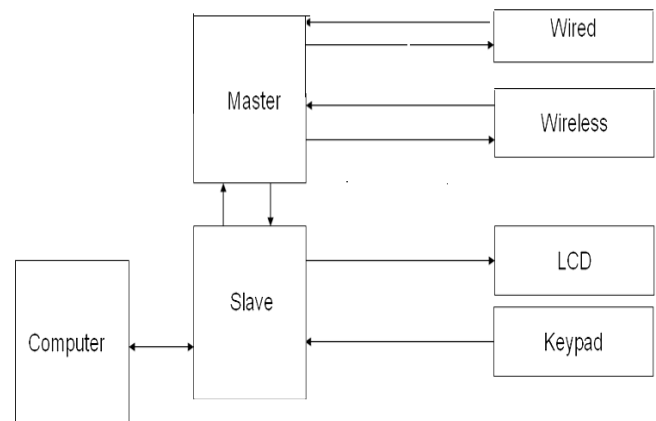 Wired
Master
Wireless
LCD
Slave
Computer
Keypad